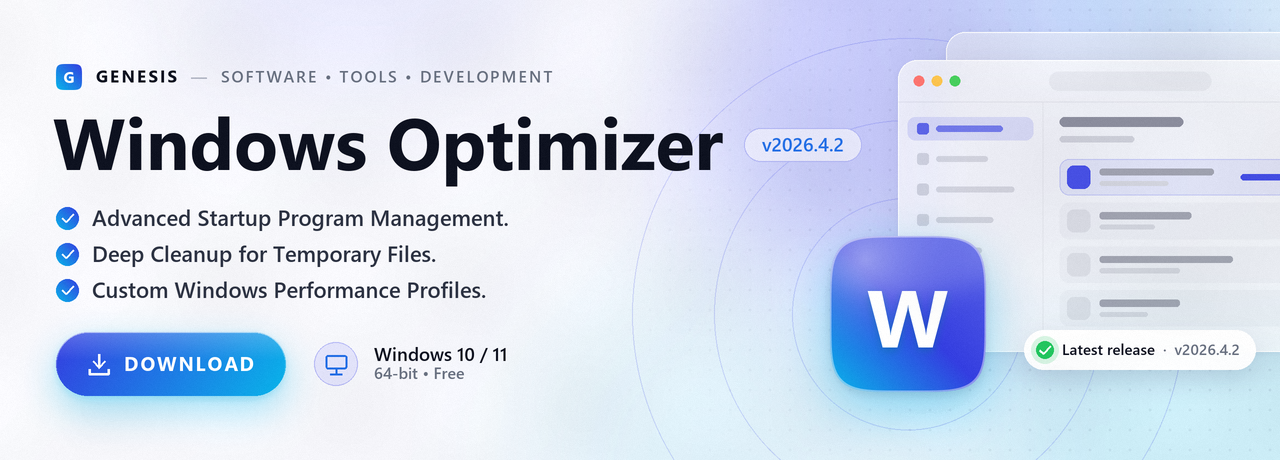 G GENESIS — SOFTWARE • TOOLS • DEVELOPMENT
Windows Optimizer v2026.4.2
Advanced Startup Program Management.
Deep Cleanup for Temporary Files.
Custom Windows Performance Profiles.
DOWNLOAD
Windows 10 / 11
64-bit • Free
W
Latest release · v2026.4.2